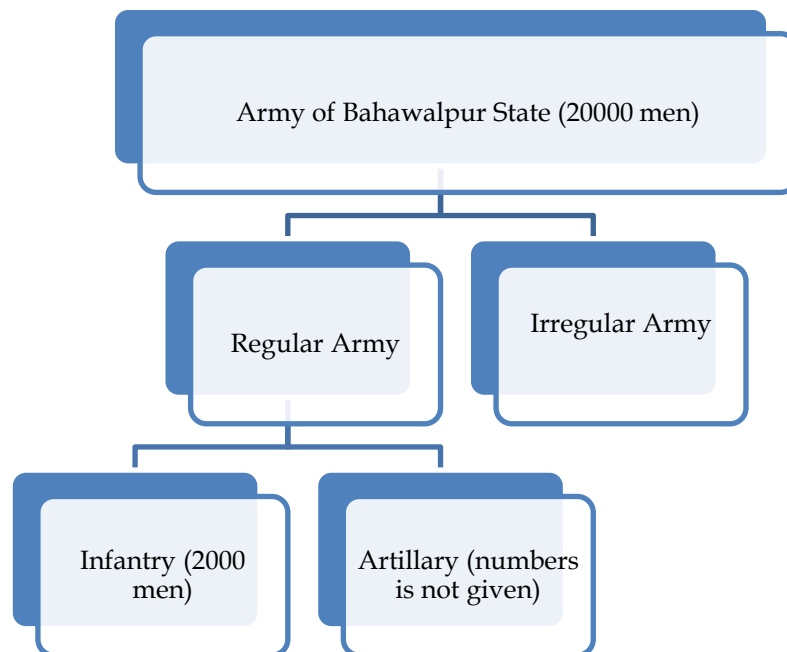 Army of Bahawalpur State (20000 men)
Regular Army
Irregular Army
Infantry (2000
men)
Artillary (numbers
is not given)